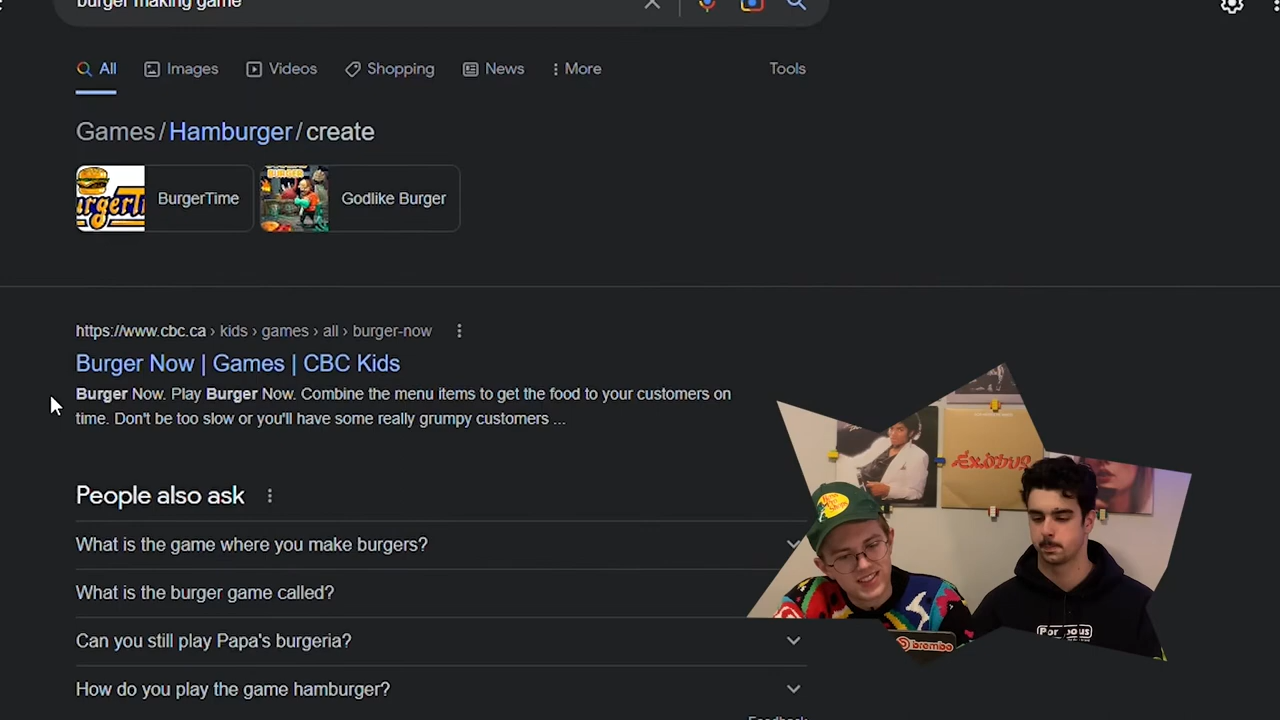 burger making game
All Images Videos Shopping News More Tools
Games/Hamburger/create
BurgerTime Godlike Burger
https://www.cbc.ca › kids › games › all › burger-now
Burger Now | Games | CBC Kids
Burger Now. Play Burger Now. Combine the menu items to get the food to your customers on
time. Don't be too slow or you'll have some really grumpy customers ...
People also ask
What is the game where you make burgers?
What is the burger game called?
Can you still play Papa's burgeria?
How do you play the game hamburger?
Feedback
BURGER
Exodus
brembo